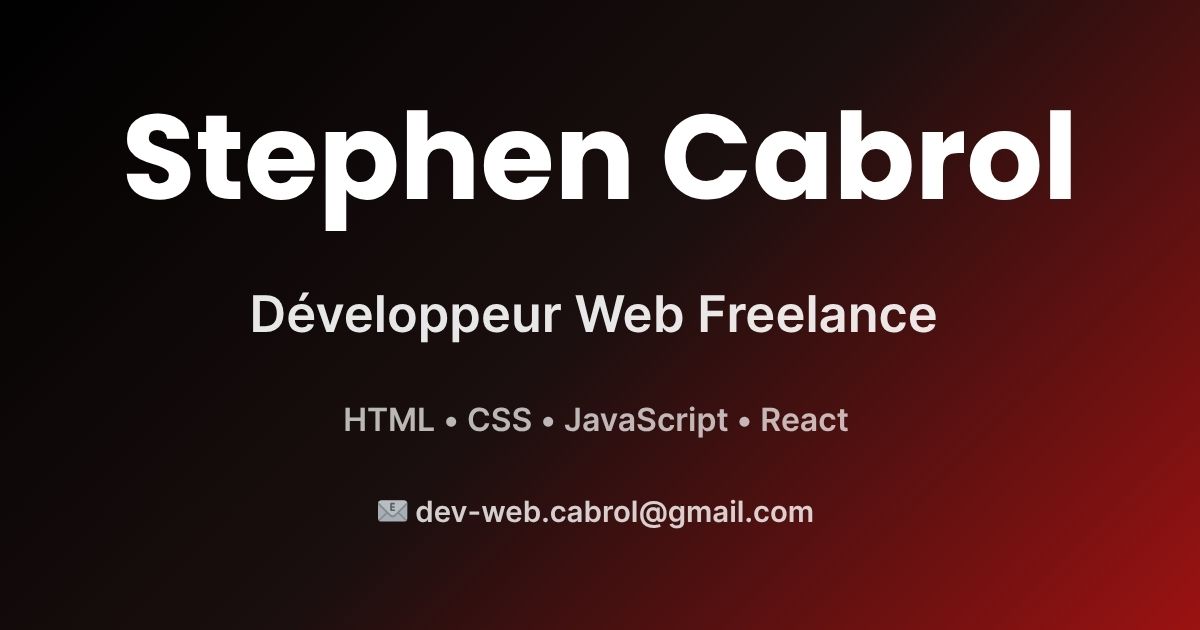 Stephen Cabrol
Développeur Web Freelance
HTML • CSS • JavaScript • React
📧 dev-web.cabrol@gmail.com